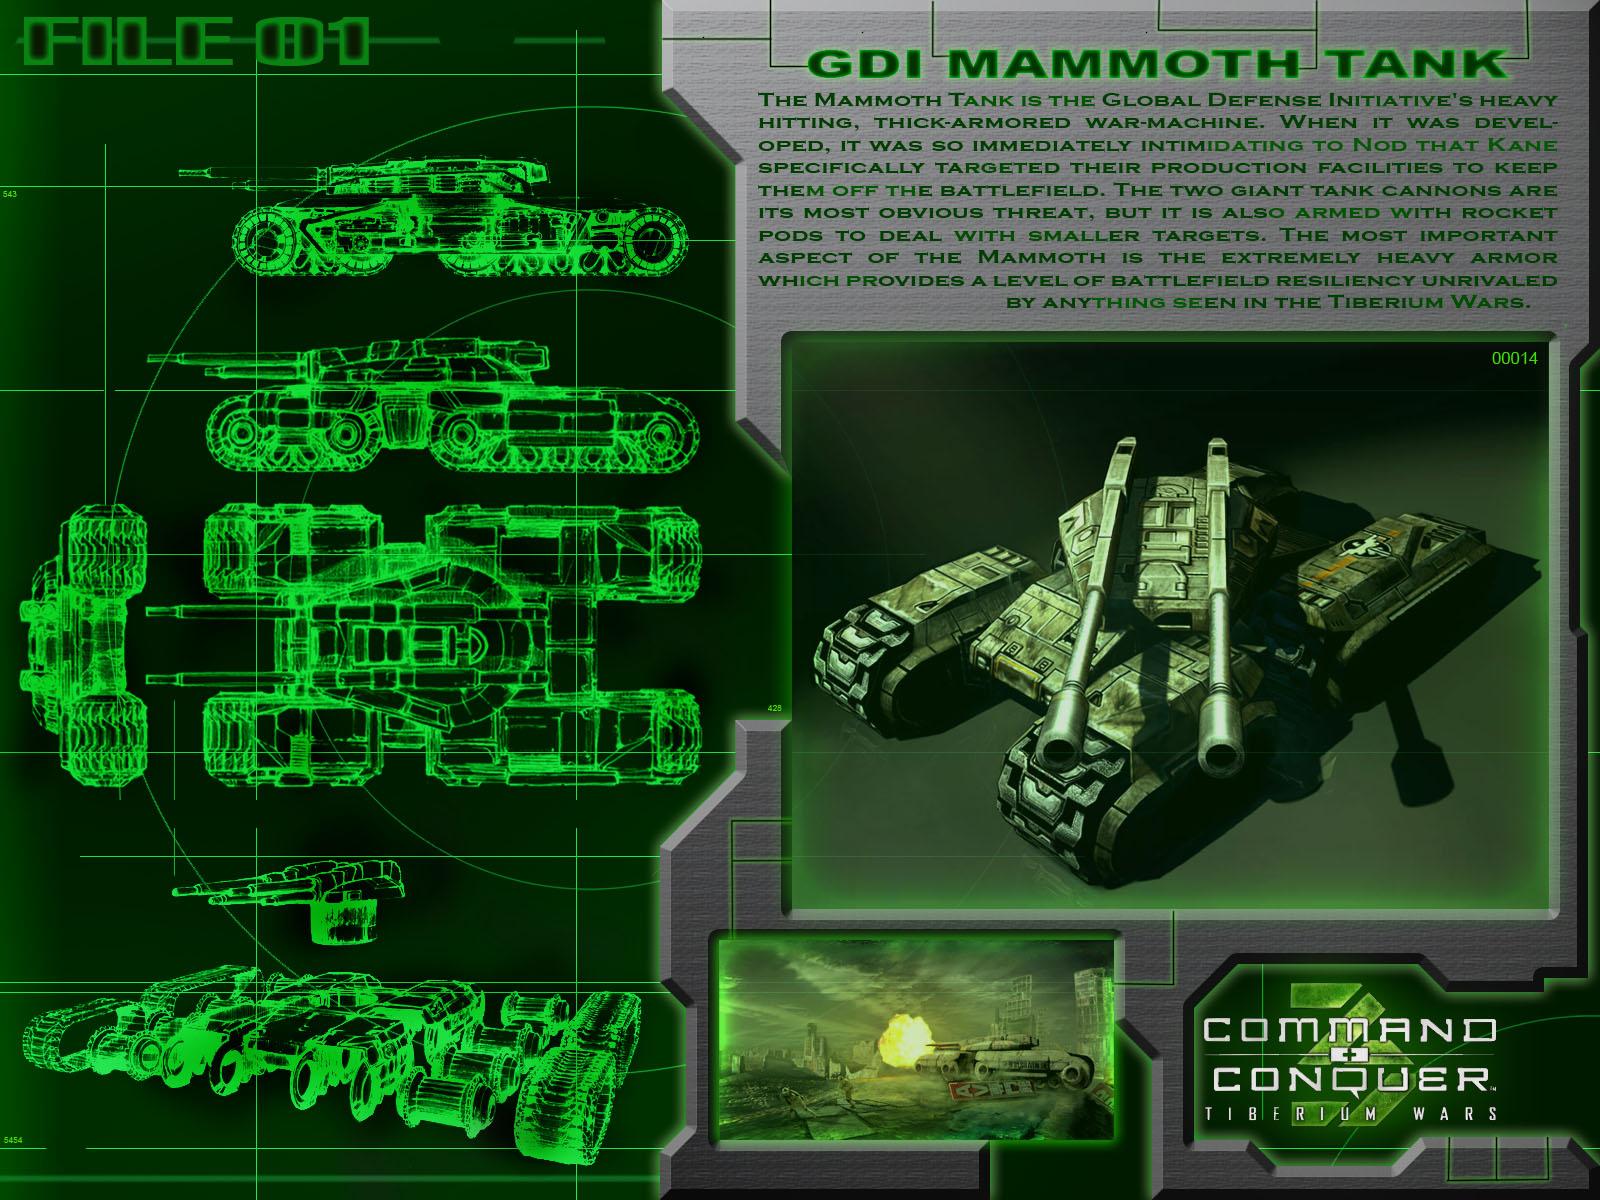 FILE 01
GDI MAMMOTH TANK
THE MAMMOTH TANK IS THE GLOBAL DEFENSE INITIATIVE'S HEAVY
HITTING, THICK-ARMORED WAR-MACHINE. WHEN IT WAS DEVEL-
OPED, IT WAS SO IMMEDIATELY INTIMIDATING TO NOD THAT KANE
SPECIFICALLY TARGETED THEIR PRODUCTION FACILITIES TO KEEP
THEM OFF THE BATTLEFIELD. THE TWO GIANT TANK CANNONS ARE
ITS MOST OBVIOUS THREAT, BUT IT IS ALSO ARMED WITH ROCKET
PODS TO DEAL WITH SMALLER TARGETS. THE MOST IMPORTANT
ASPECT OF THE MAMMOTH IS THE EXTREMELY HEAVY ARMOR
WHICH PROVIDES A LEVEL OF BATTLEFIELD RESILIENCY UNRIVALED
BY ANYTHING SEEN IN THE TIBERIUM WARS.
543
00014
428
5454
COMMAND
CONQUER™
TIBERIUM WARS